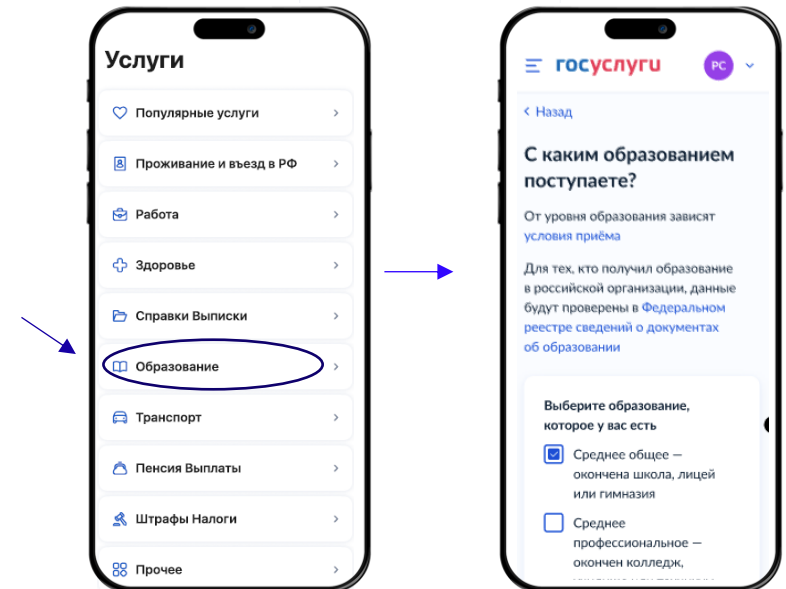 Услуги
Популярные услуги
Проживание и въезд в РФ
Работа
Здоровье
Справки Выписки
Образование
Транспорт
Пенсия Выплаты
Штрафы Налоги
Прочее
госуслуги
РС
Назад
С каким образованием
поступаете?
От уровня образования зависят
условия приёма
Для тех, кто получил образование
в российской организации, данные
будут проверены в Федеральном
реестре сведений о документах
об образовании
Выберите образование,
которое у вас есть
Среднее общее —
окончена школа, лицей
или гимназия
Среднее
профессиональное —
окончен колледж,